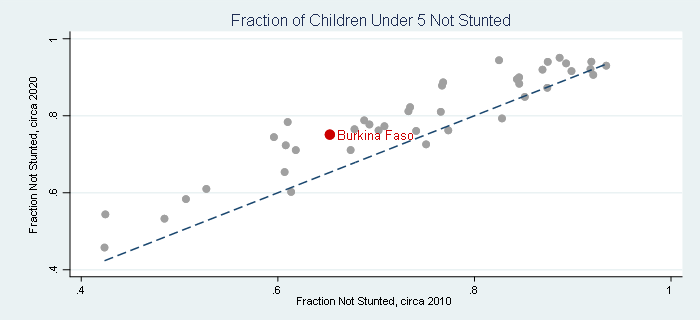 Fraction of Children Under 5 Not Stunted
Fraction Not Stunted, circa 2020
1
.8
.6
.4
Burkina Faso
.4 .6 .8 1
Fraction Not Stunted, circa 2010